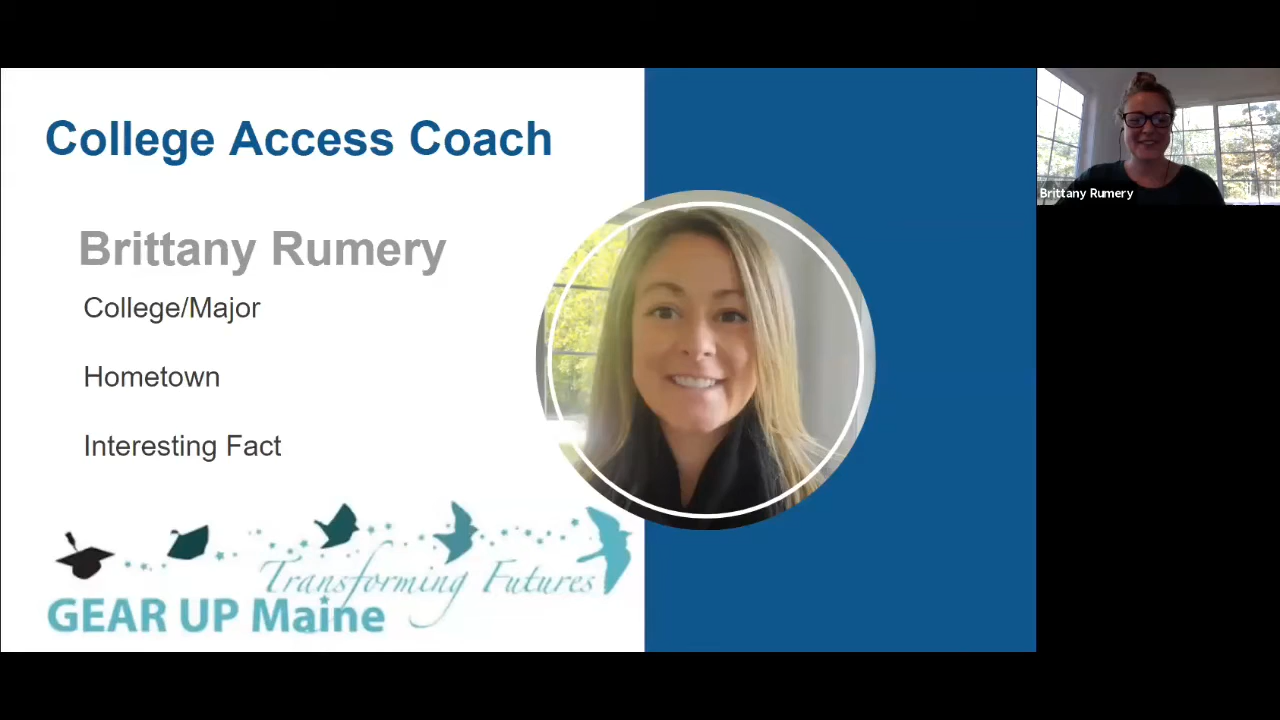 College Access Coach
Brittany Rumery
College/Major
Hometown
Interesting Fact
Transforming Futures
GEAR UP Maine
Brittany Rumery